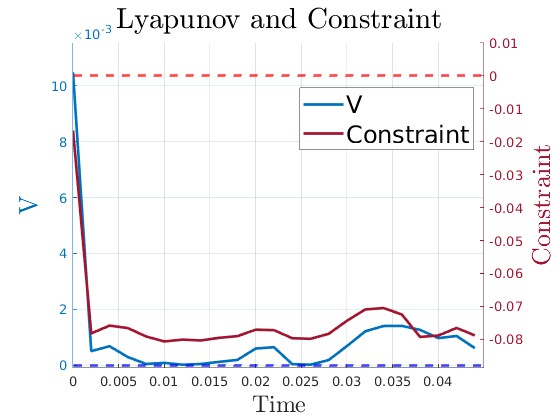 Lyapunov and Constraint
×10⁻³
0.01
10
0
-0.01
8
-0.02
-0.03
6
-0.04
4
-0.05
-0.06
2
-0.07
-0.08
0
V
Constraint
V
Constraint
0 0.005 0.01 0.015 0.02 0.025 0.03 0.035 0.04
Time